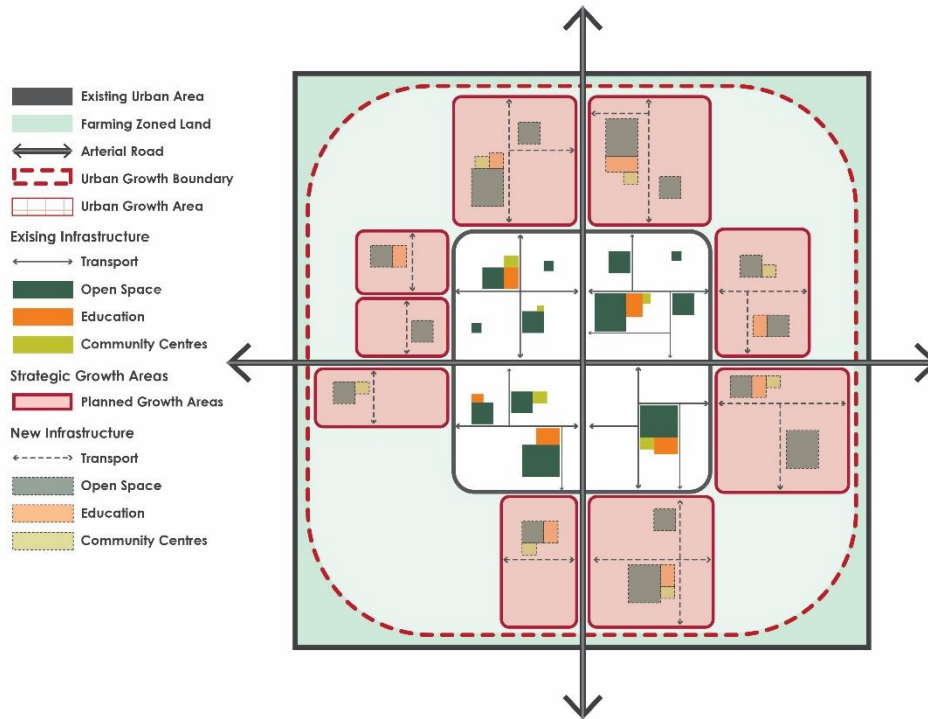 Existing Urban Area
Farming Zoned Land
Arterial Road
Urban Growth Boundary
Urban Growth Area
Exising Infrastructure
Transport
Open Space
Education
Community Centres
Strategic Growth Areas
Planned Growth Areas
New Infrastructure
Transport
Open Space
Education
Community Centres